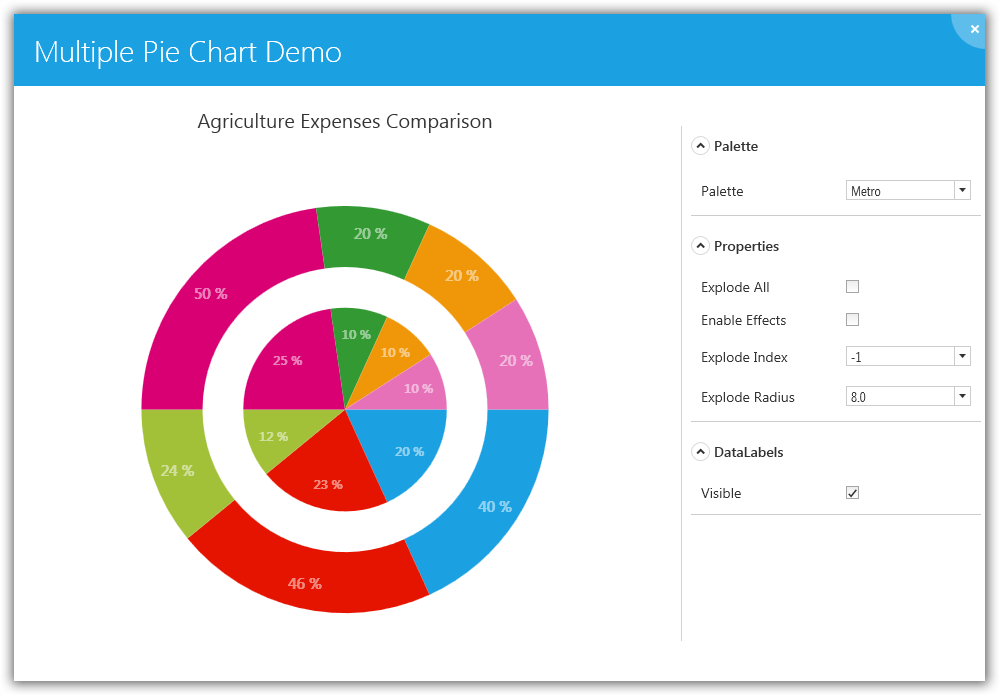 Multiple Pie Chart Demo
Agriculture Expenses Comparison
20 %
20 %
50 %
20 %
10 %
10 %
25 %
10 %
12 %
20 %
23 %
24 %
40 %
46 %
Palette
Palette Metro
Properties
Explode All
Enable Effects
Explode Index -1
Explode Radius 8.0
DataLabels
Visible